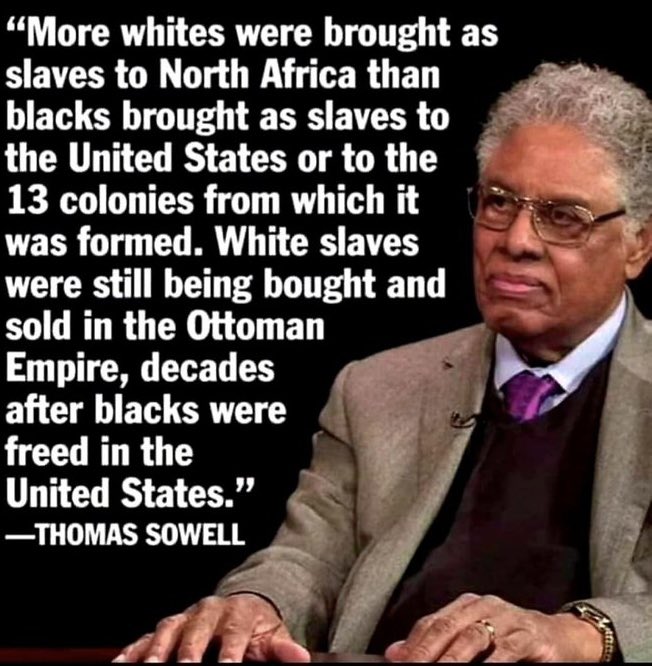 “More whites were brought as
slaves to North Africa than
blacks brought as slaves to
the United States or to the
13 colonies from which it
was formed. White slaves
were still being bought and
sold in the Ottoman
Empire, decades
after blacks were
freed in the
United States.”
—THOMAS SOWELL